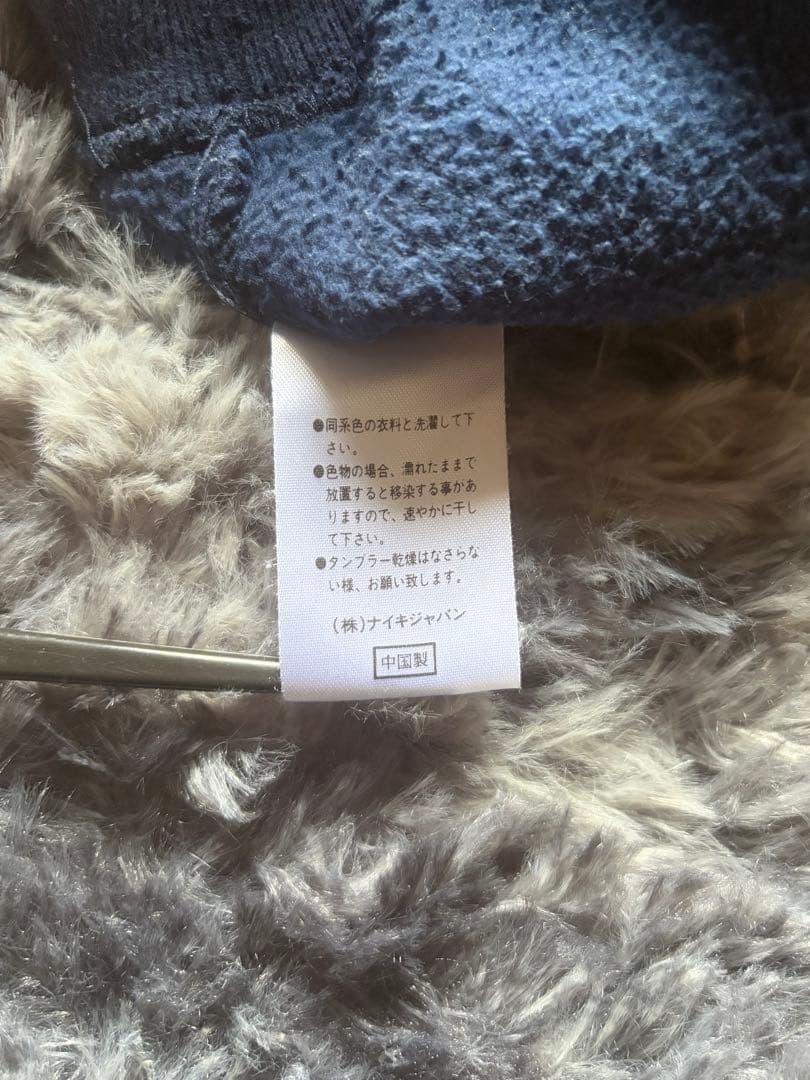 ●同系色の衣料と洗濯して下
さい。
●色物の場合、濡れたままで
放置すると移染する事があ
りますので、速やかに干し
て下さい。
●タンブラー乾燥はなさらな
い様、お願い致します。
(株)ナイキジャパン
中国製